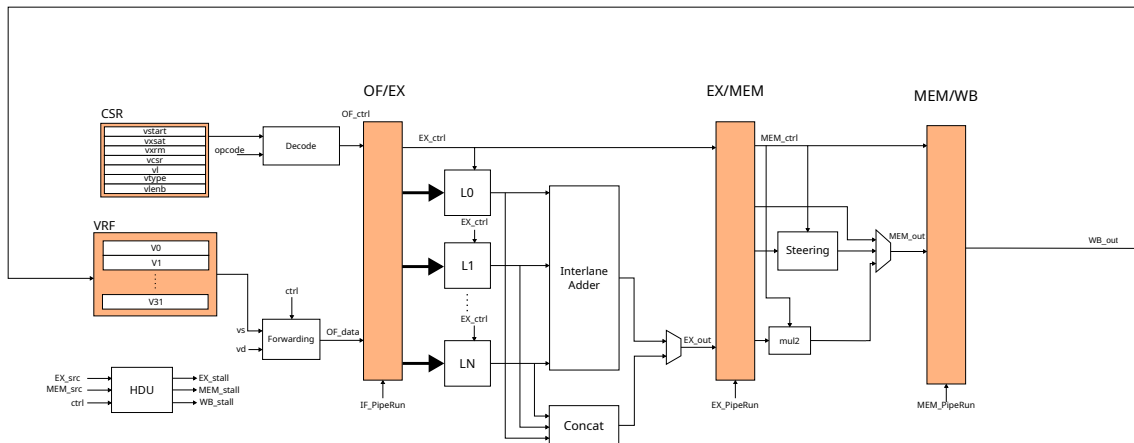 OF/EX
EX/MEM
MEM/WB
CSR
vstart
vxsat
vxrm
vcsr
vl
vtype
vlenb
opcode
Decode
OF_ctrl
EX_ctrl
MEM_ctrl
L0
EX_ctrl
VRF
V0
V1
V31
L1
EX_ctrl
Interlane
Adder
Steering
MEM_out
WB_out
ctrl
vs
vd
Forwarding
OF_data
LN
EX_out
mul2
EX_src
MEM_src
ctrl
HDU
EX_stall
MEM_stall
WB_stall
IF_PipeRun
Concat
EX_PipeRun
MEM_PipeRun